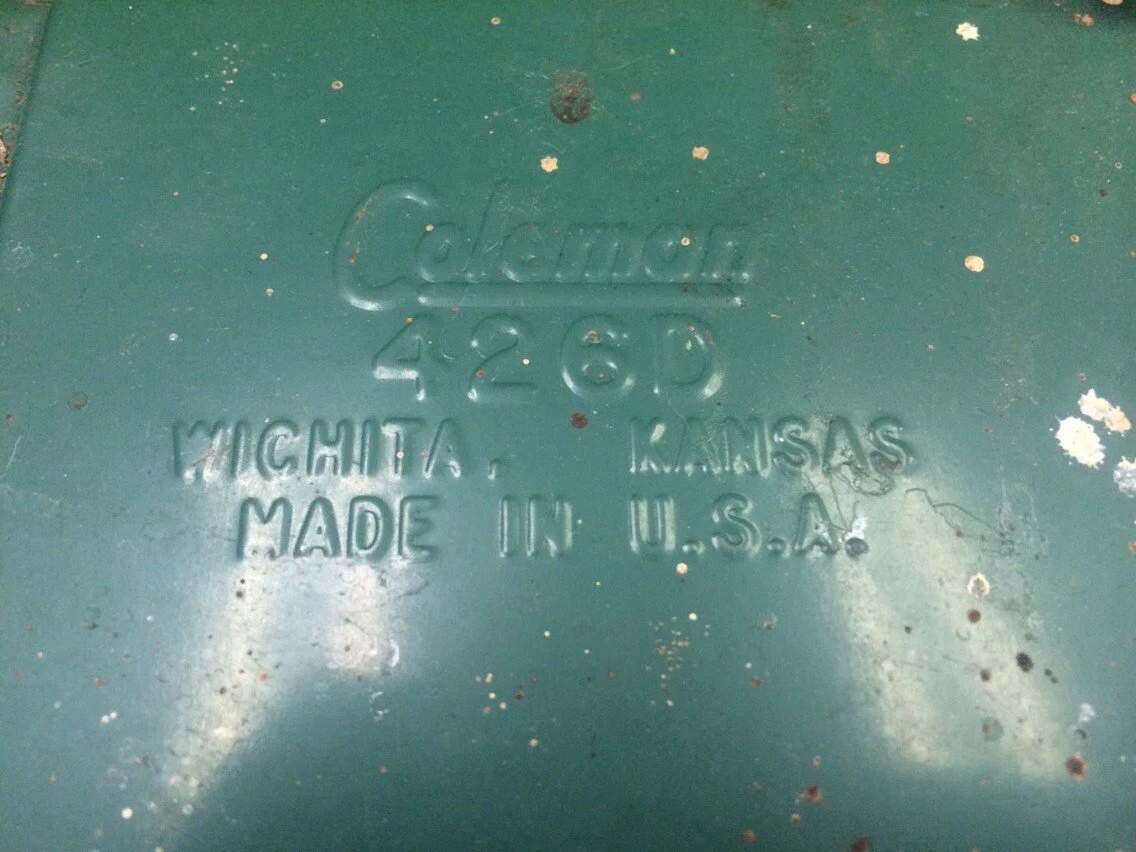 Coleman
426D
WICHITA, KANSAS
MADE IN U.S.A.